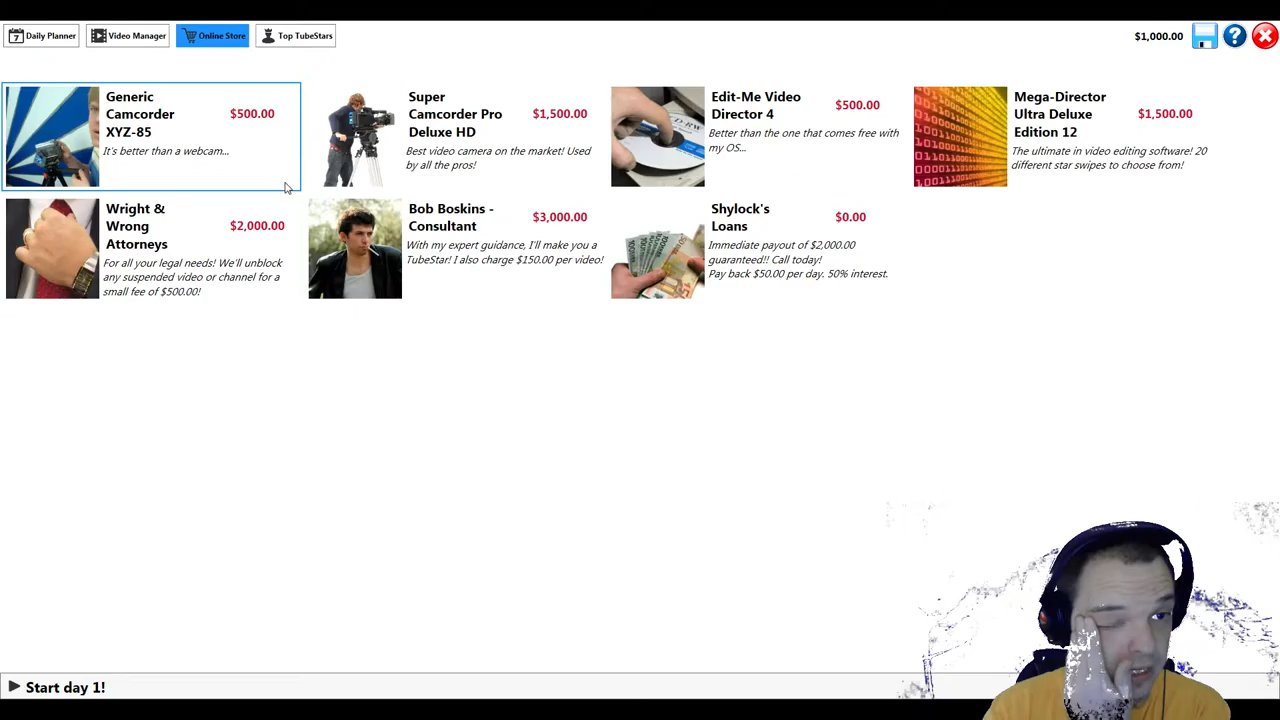 Daily Planner
Video Manager
Online Store
Top TubeStars
$1,000.00
Generic
Camcorder
XYZ-85
$500.00
It's better than a webcam...
Super
Camcorder Pro
Deluxe HD
$1,500.00
Best video camera on the market! Used
by all the pros!
Edit-Me Video
Director 4
$500.00
Better than the one that comes free with
my OS...
Mega-Director
Ultra Deluxe
Edition 12
$1,500.00
The ultimate in video editing software! 20
different star swipes to choose from!
Wright &
Wrong
Attorneys
$2,000.00
For all your legal needs! We'll unblock
any suspended video or channel for a
small fee of $500.00!
Bob Boskins -
Consultant
$3,000.00
With my expert guidance, I'll make you a
TubeStar! I also charge $150.00 per video!
Shylock's
Loans
$0.00
Immediate payout of $2,000.00
guaranteed!! Call today!
Pay back $50.00 per day. 50% interest.
Start day 1!